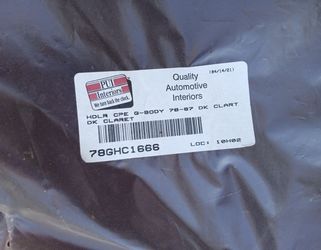 PUI
Interiors
We turn back the clock.
Quality
Automotive
Interiors
(04/14/21)
HDLR CPE G-BODY 78-87 DK CLART
DK CLARET
78GHC1666
LOC: 10H02